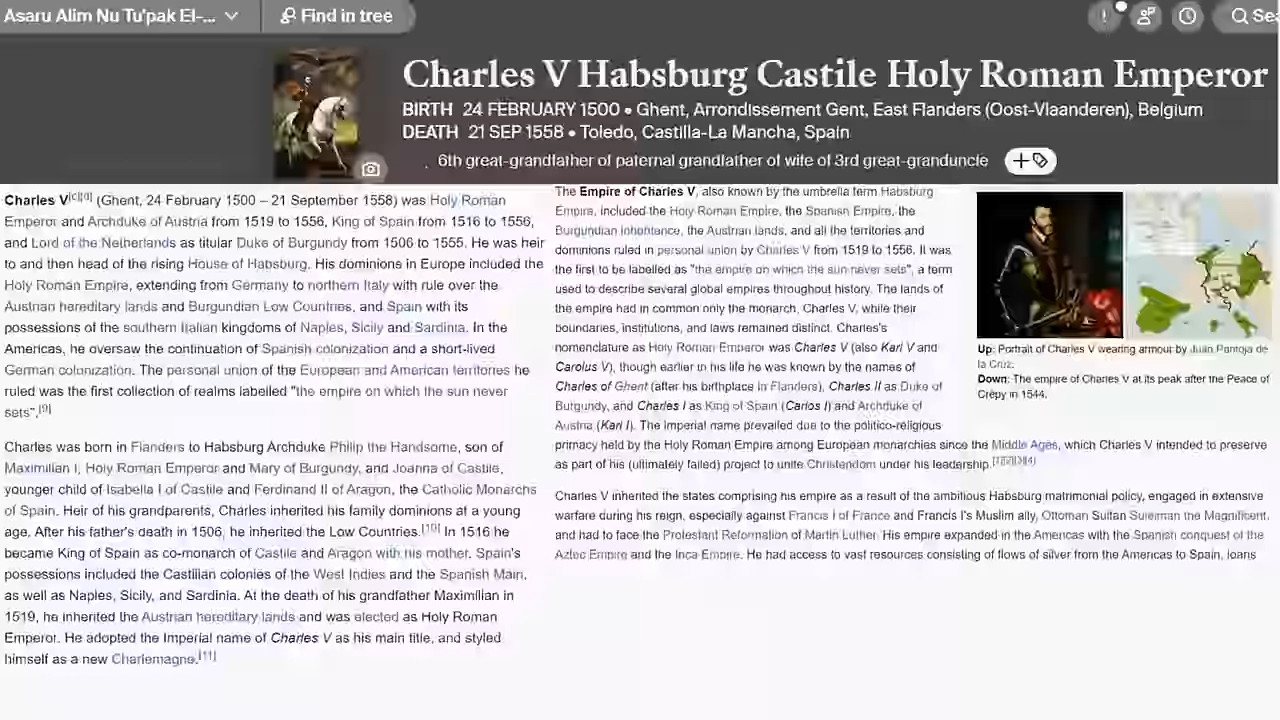 Asaru Alim Nu Tu'pak El-...
Find in tree
Sea
Charles V Habsburg Castile Holy Roman Emperor
BIRTH 24 FEBRUARY 1500 • Ghent, Arrondissement Gent, East Flanders (Oost-Vlaanderen), Belgium
DEATH 21 SEP 1558 • Toledo, Castilla-La Mancha, Spain
6th great-grandfather of paternal grandfather of wife of 3rd great-granduncle
Charles V[c][d] (Ghent, 24 February 1500 – 21 September 1558) was Holy Roman
Emperor and Archduke of Austria from 1519 to 1556, King of Spain from 1516 to 1556,
and Lord of the Netherlands as titular Duke of Burgundy from 1506 to 1555. He was heir
to and then head of the rising House of Habsburg. His dominions in Europe included the
Holy Roman Empire, extending from Germany to northern Italy with rule over the
Austrian hereditary lands and Burgundian Low Countries, and Spain with its
possessions of the southern Italian kingdoms of Naples, Sicily and Sardinia. In the
Americas, he oversaw the continuation of Spanish colonization and a short-lived
German colonization. The personal union of the European and American territories he
ruled was the first collection of realms labelled "the empire on which the sun never
sets".[9]
Charles was born in Flanders to Habsburg Archduke Philip the Handsome, son of
Maximilian I, Holy Roman Emperor and Mary of Burgundy, and Joanna of Castile,
younger child of Isabella I of Castile and Ferdinand II of Aragon, the Catholic Monarchs
of Spain. Heir of his grandparents, Charles inherited his family dominions at a young
age. After his father's death in 1506, he inherited the Low Countries.[10] In 1516 he
became King of Spain as co-monarch of Castile and Aragon with his mother. Spain's
possessions included the Castilian colonies of the West Indies and the Spanish Main,
as well as Naples, Sicily, and Sardinia. At the death of his grandfather Maximilian in
1519, he inherited the Austrian hereditary lands and was elected as Holy Roman
Emperor. He adopted the Imperial name of Charles V as his main title, and styled
himself as a new Charlemagne.[11]
The Empire of Charles V, also known by the umbrella term Habsburg
Empire, included the Holy Roman Empire, the Spanish Empire, the
Burgundian Inheritance, the Austrian lands, and all the territories and
dominions ruled in personal union by Charles V from 1519 to 1556. It was
the first to be labelled as "the empire on which the sun never sets", a term
used to describe several global empires throughout history. The lands of
the empire had in common only the monarch, Charles V, while their
boundaries, institutions, and laws remained distinct. Charles's
nomenclature as Holy Roman Emperor was Charles V (also Karl V and
Carolus V), though earlier in his life he was known by the names of
Charles of Ghent (after his birthplace in Flanders), Charles II as Duke of
Burgundy, and Charles I as King of Spain (Carlos I) and Archduke of
Austria (Karl I). The imperial name prevailed due to the politico-religious
primacy held by the Holy Roman Empire among European monarchies since the Middle Ages, which Charles V intended to preserve
as part of his (ultimately failed) project to unite Christendom under his leadership.[1][2][3][4]
Charles V inherited the states comprising his empire as a result of the ambitious Habsburg matrimonial policy, engaged in extensive
warfare during his reign, especially against Francis I of France and Francis I's Muslim ally, Ottoman Sultan Suleiman the Magnificent,
and had to face the Protestant Reformation of Martin Luther. His empire expanded in the Americas with the Spanish conquest of the
Aztec Empire and the Inca Empire. He had access to vast resources consisting of flows of silver from the Americas to Spain, loans
Up: Portrait of Charles V wearing armour by Juan Pantoja de
la Cruz.
Down: The empire of Charles V at its peak after the Peace of
Crépy in 1544.